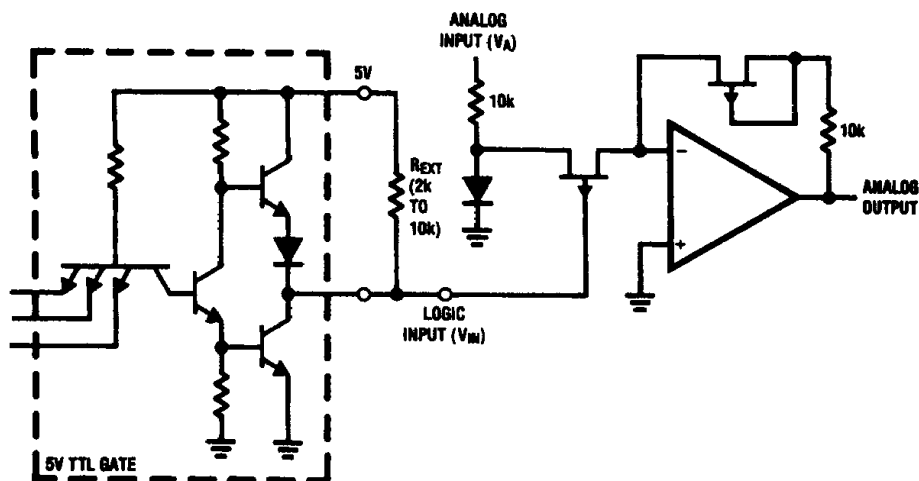 ANALOG
INPUT (VA)
5V
10k
10k
REXT
(2k
TO
10k)
−
+
ANALOG
OUTPUT
LOGIC
INPUT (VIN)
5V TTL GATE